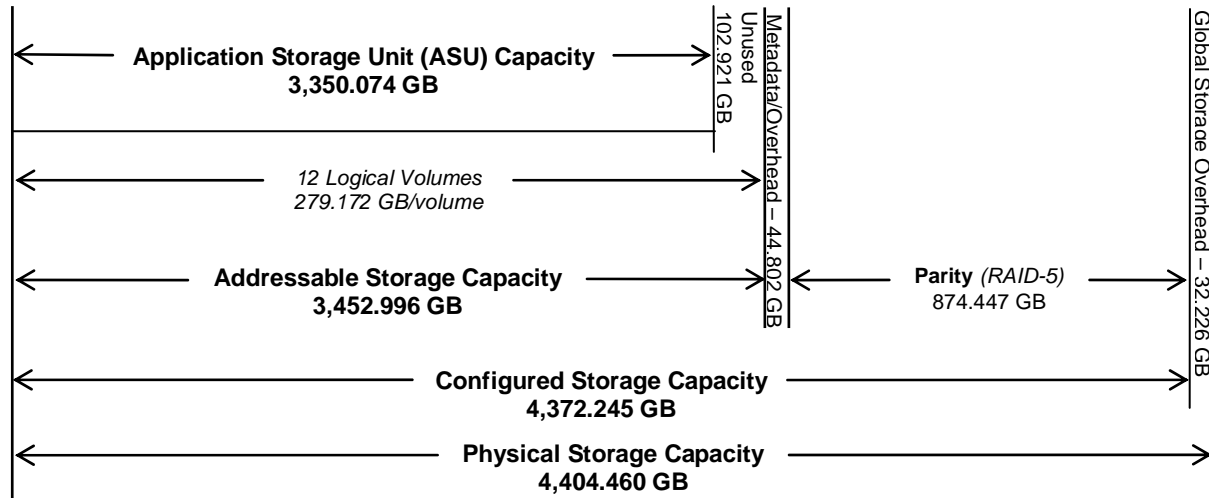 Application Storage Unit (ASU) Capacity
3,350.074 GB
Unused
102.921 GB
Metadata/Overhead – 44.802 GB
Global Storage Overhead – 32.226 GB
12 Logical Volumes
279.172 GB/volume
Addressable Storage Capacity
3,452.996 GB
Parity (RAID-5)
874.447 GB
Configured Storage Capacity
4,372.245 GB
Physical Storage Capacity
4,404.460 GB